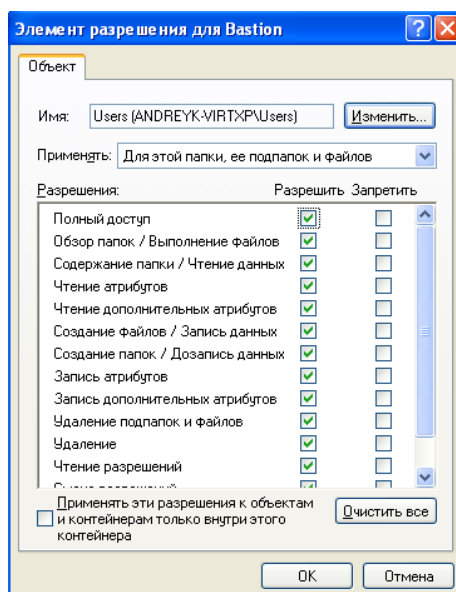 Элемент разрешения для Bastion
Объект
Имя: Users (ANDREYK-VIRTXP\Users) Изменить...
Применять: Для этой папки, ее подпапок и файлов
Разрешения: Разрешить Запретить
Полный доступ
Обзор папок / Выполнение файлов
Содержание папки / Чтение данных
Чтение атрибутов
Чтение дополнительных атрибутов
Создание файлов / Запись данных
Создание папок / Дозапись данных
Запись атрибутов
Запись дополнительных атрибутов
Удаление подпапок и файлов
Удаление
Чтение разрешений
Применять эти разрешения к объектам
и контейнерам только внутри этого
контейнера
Очистить все
OK Отмена